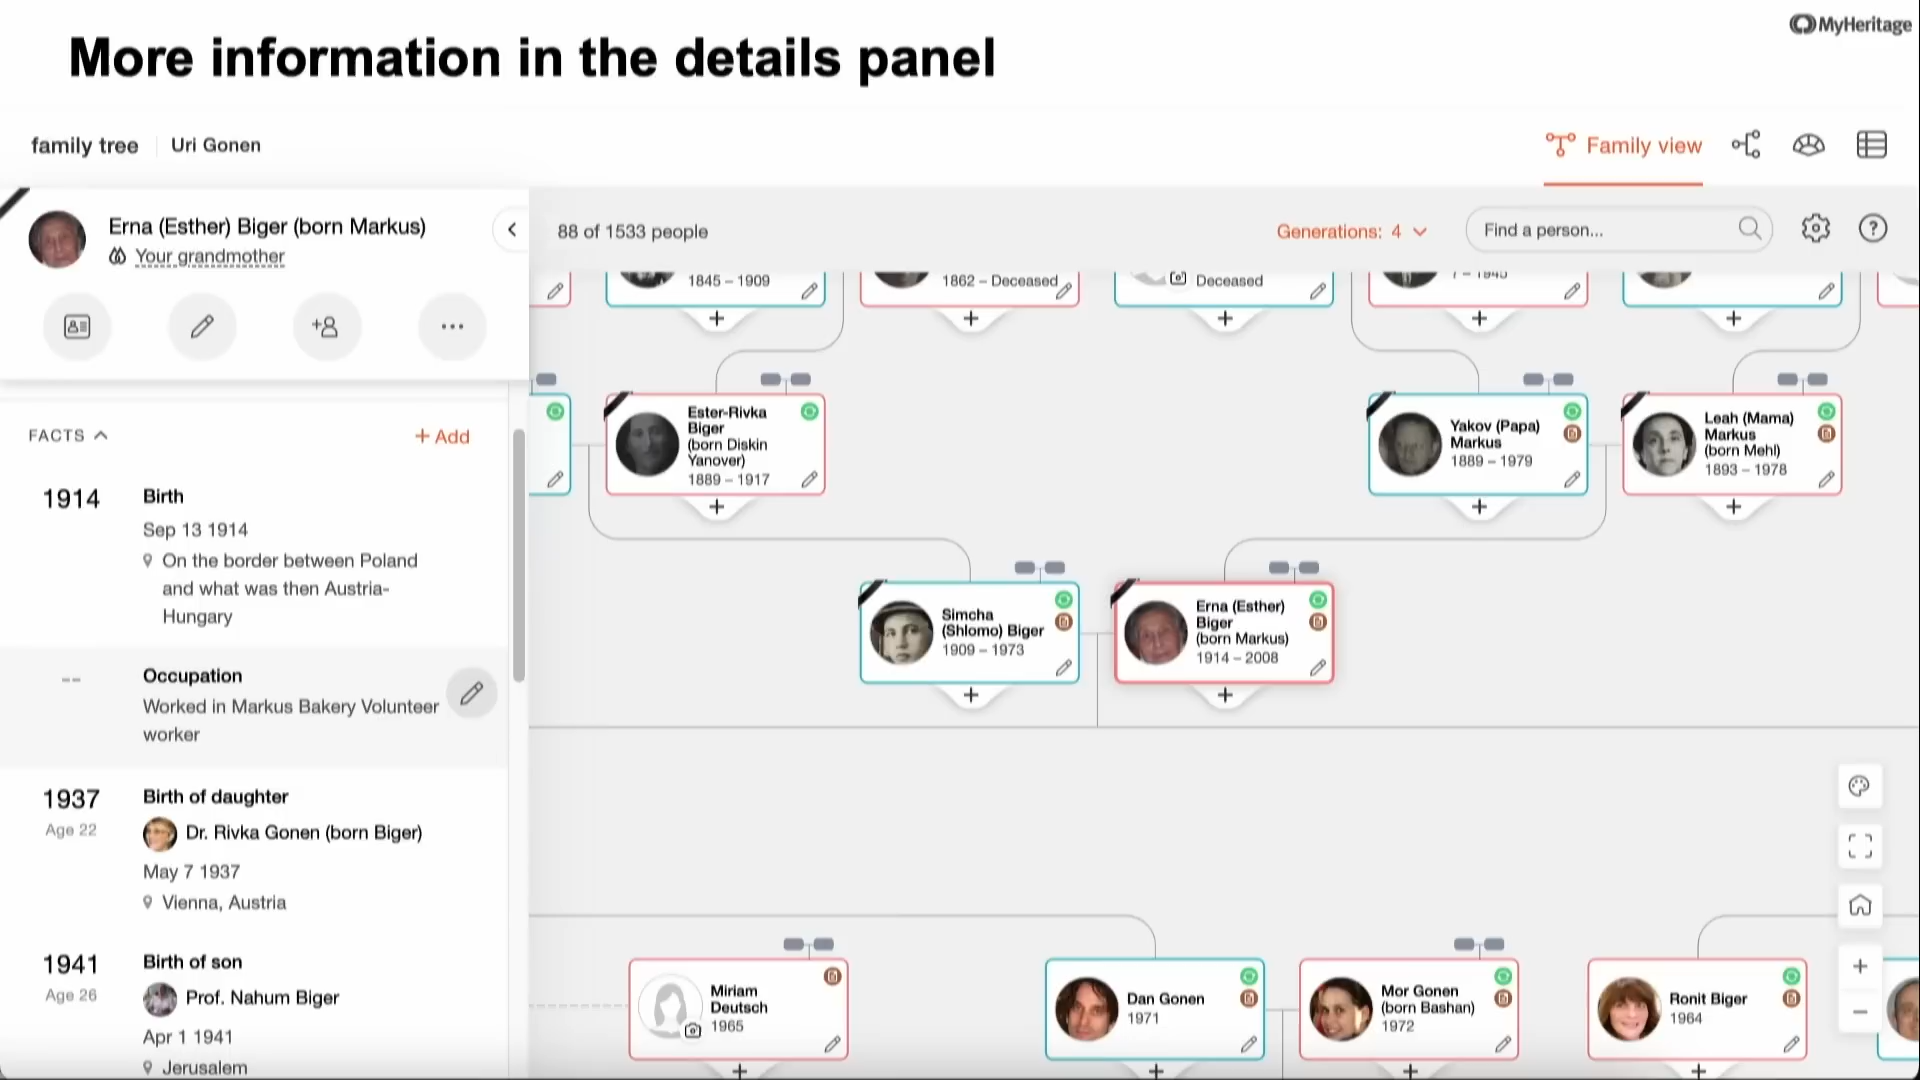 MyHeritage
More information in the details panel
family tree
Uri Gonen
Family view
Erna (Esther) Biger (born Markus)
Your grandmother
88 of 1533 people
Generations: 4
Find a person...
?
1845 – 1909
1862 – Deceased
Deceased
FACTS
+ Add
1914
Birth
Sep 13 1914
On the border between Poland
and what was then Austria-
Hungary
--
Occupation
Worked in Markus Bakery Volunteer
worker
1937
Age 22
Birth of daughter
Dr. Rivka Gonen (born Biger)
May 7 1937
Vienna, Austria
1941
Age 26
Birth of son
Prof. Nahum Biger
Apr 1 1941
Jerusalem
Ester-Rivka
Biger
(born Diskin
Yanover)
1889 – 1917
Yakov (Papa)
Markus
1889 – 1979
Leah (Mama)
Markus
(born Mehl)
1893 – 1978
Simcha
(Shlomo) Biger
1909 – 1973
Erna (Esther)
Biger
(born Markus)
1914 – 2008
Miriam
Deutsch
1965
Dan Gonen
1971
Mor Gonen
(born Bashan)
1972
Ronit Biger
1964